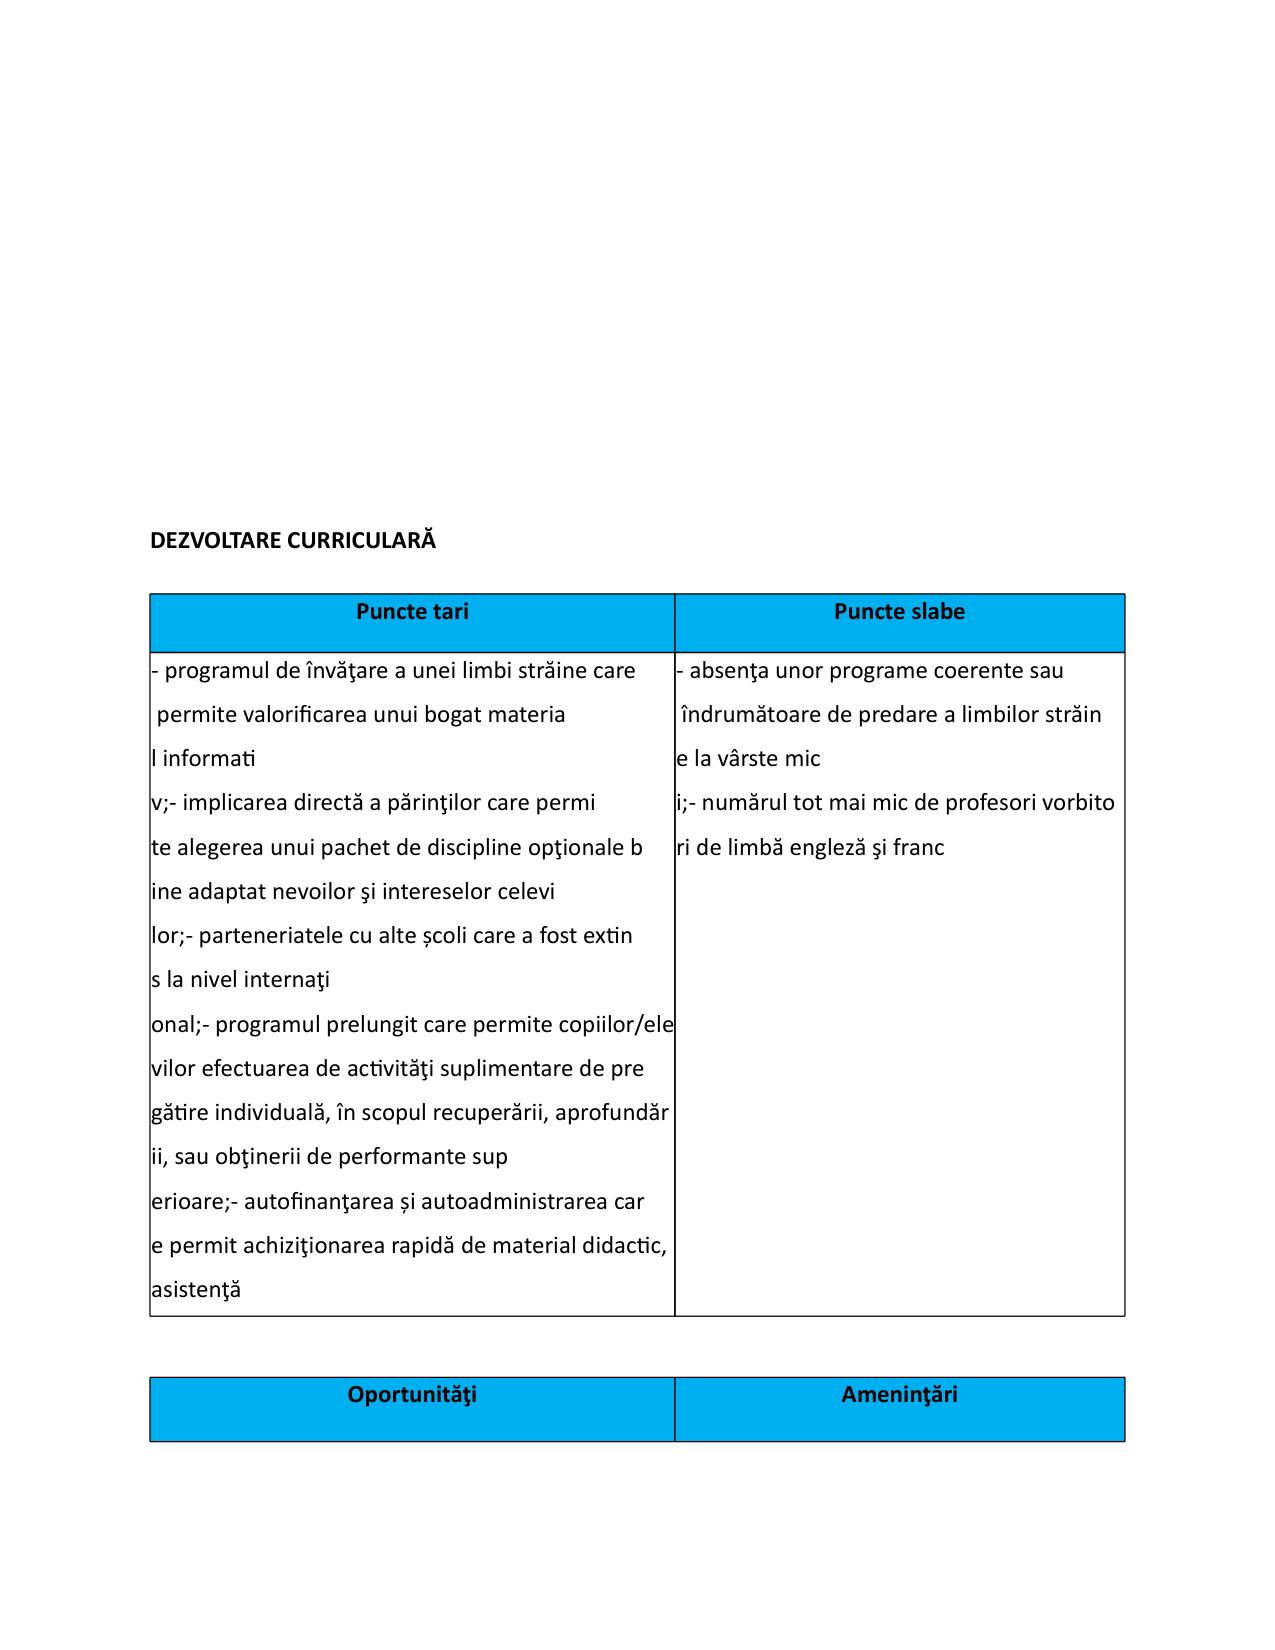 DEZVOLTARE CURRICULARĂ
Puncte tari
Puncte slabe
- programul de învăţare a unei limbi străine care
permite valorificarea unui bogat materia
l informati
v;- implicarea directă a părinţilor care permi
te alegerea unui pachet de discipline opţionale b
ine adaptat nevoilor şi intereselor celevi
lor;- parteneriatele cu alte școli care a fost extin
s la nivel internaţi
onal;- programul prelungit care permite copiilor/ele
vilor efectuarea de activităţi suplimentare de pre
gătire individuală, în scopul recuperării, aprofundăr
ii, sau obţinerii de performante sup
erioare;- autofinanţarea și autoadministrarea car
e permit achiziţionarea rapidă de material didactic,
asistenţă
- absenţa unor programe coerente sau
îndrumătoare de predare a limbilor străin
e la vârste mic
i;- numărul tot mai mic de profesori vorbito
ri de limbă engleză şi franc
Oportunităţi
Ameninţări